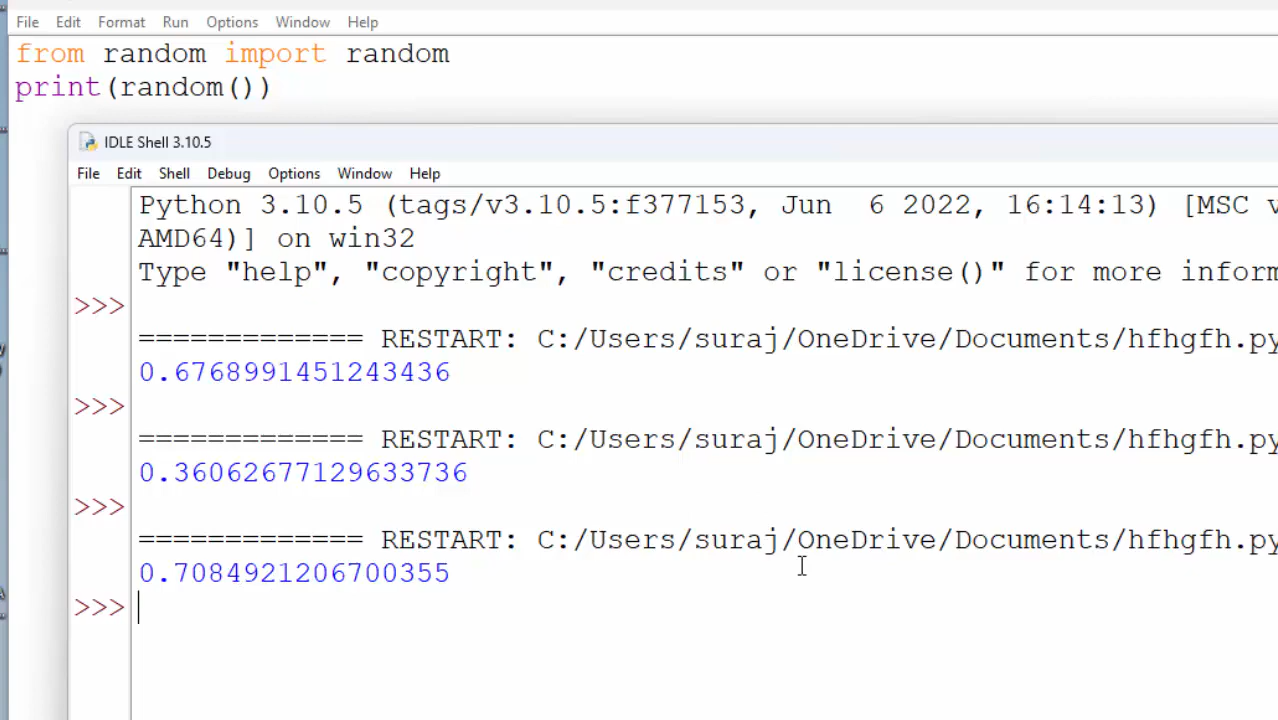 File Edit Format Run Options Window Help
from random import random
print(random())
IDLE Shell 3.10.5
File Edit Shell Debug Options Window Help
Python 3.10.5 (tags/v3.10.5:f377153, Jun  6 2022, 16:14:13) [MSC
AMD64)] on win32
Type "help", "copyright", "credits" or "license()" for more inform
>>>
============= RESTART: C:/Users/suraj/OneDrive/Documents/hfhgfh.py
0.6768991451243436
>>>
============= RESTART: C:/Users/suraj/OneDrive/Documents/hfhgfh.py
0.36062677129633736
>>>
============= RESTART: C:/Users/suraj/OneDrive/Documents/hfhgfh.py
0.7084921206700355
>>>